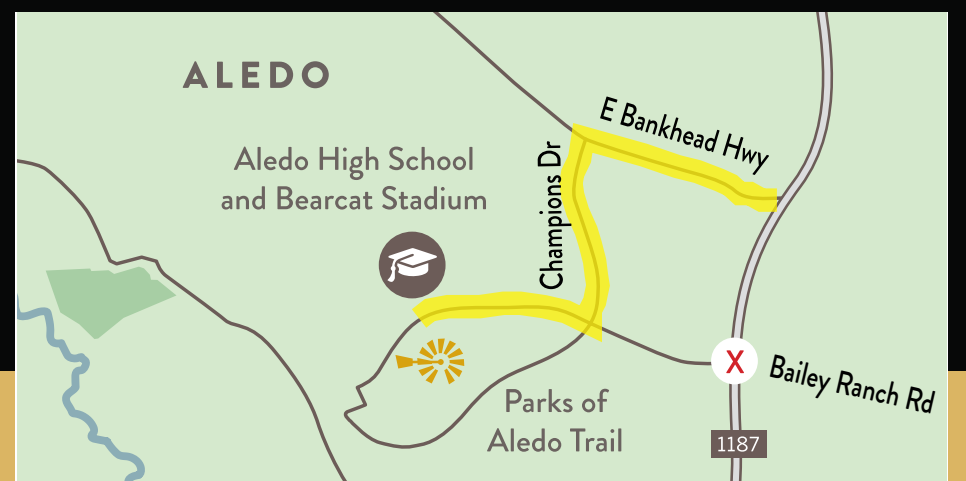 ALEDO
E Bankhead Hwy
Aledo High School
and Bearcat Stadium
Champions Dr
X
Bailey Ranch Rd
Parks of
Aledo Trail
1187